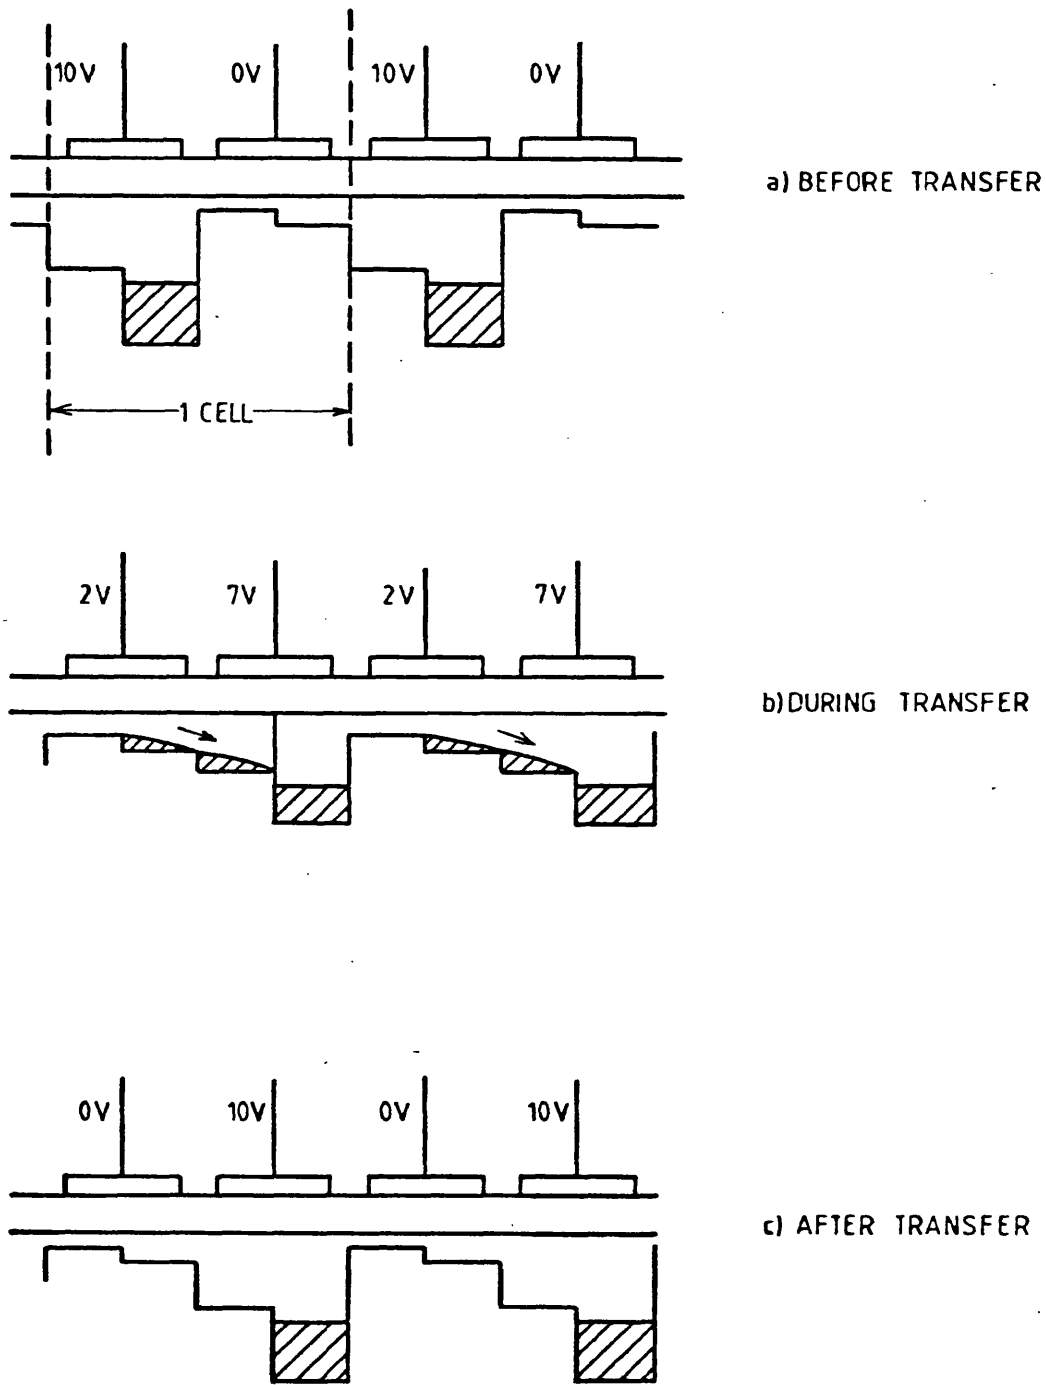 10V 0V 10V 0V
a) BEFORE TRANSFER
1 CELL
2V 7V 2V 7V
b) DURING TRANSFER
0V 10V 0V 10V
c) AFTER TRANSFER